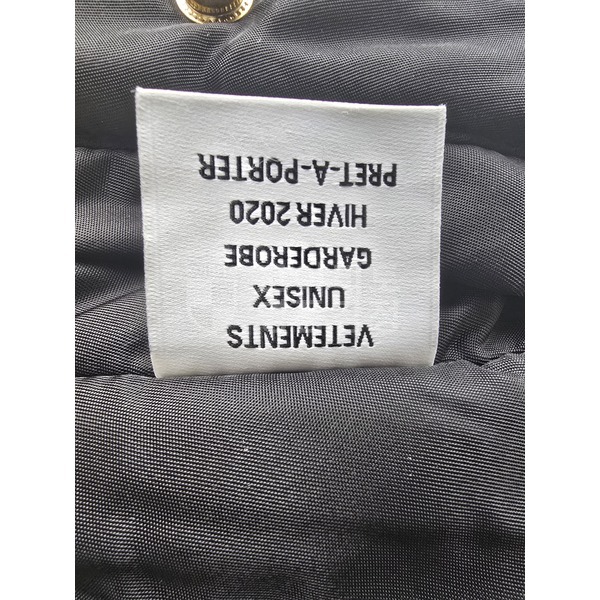 VETEMENTS
UNISEX
GARDEROBE
HIVER 2020
PRET-A-PORTER